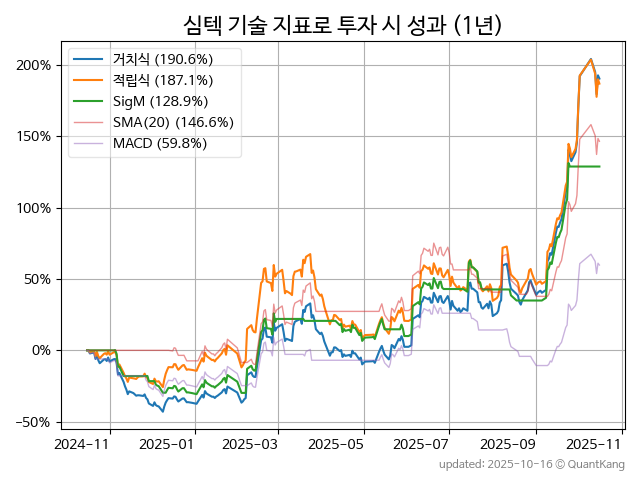 심텍 기술 지표로 투자 시 성과 (1년)
거치식 (190.6%)
적립식 (187.1%)
SigM (128.9%)
SMA(20) (146.6%)
MACD (59.8%)
200%
150%
100%
50%
0%
−50%
2024-11 2025-01 2025-03 2025-05 2025-07 2025-09 2025-11
updated: 2025-10-16 © QuantKang